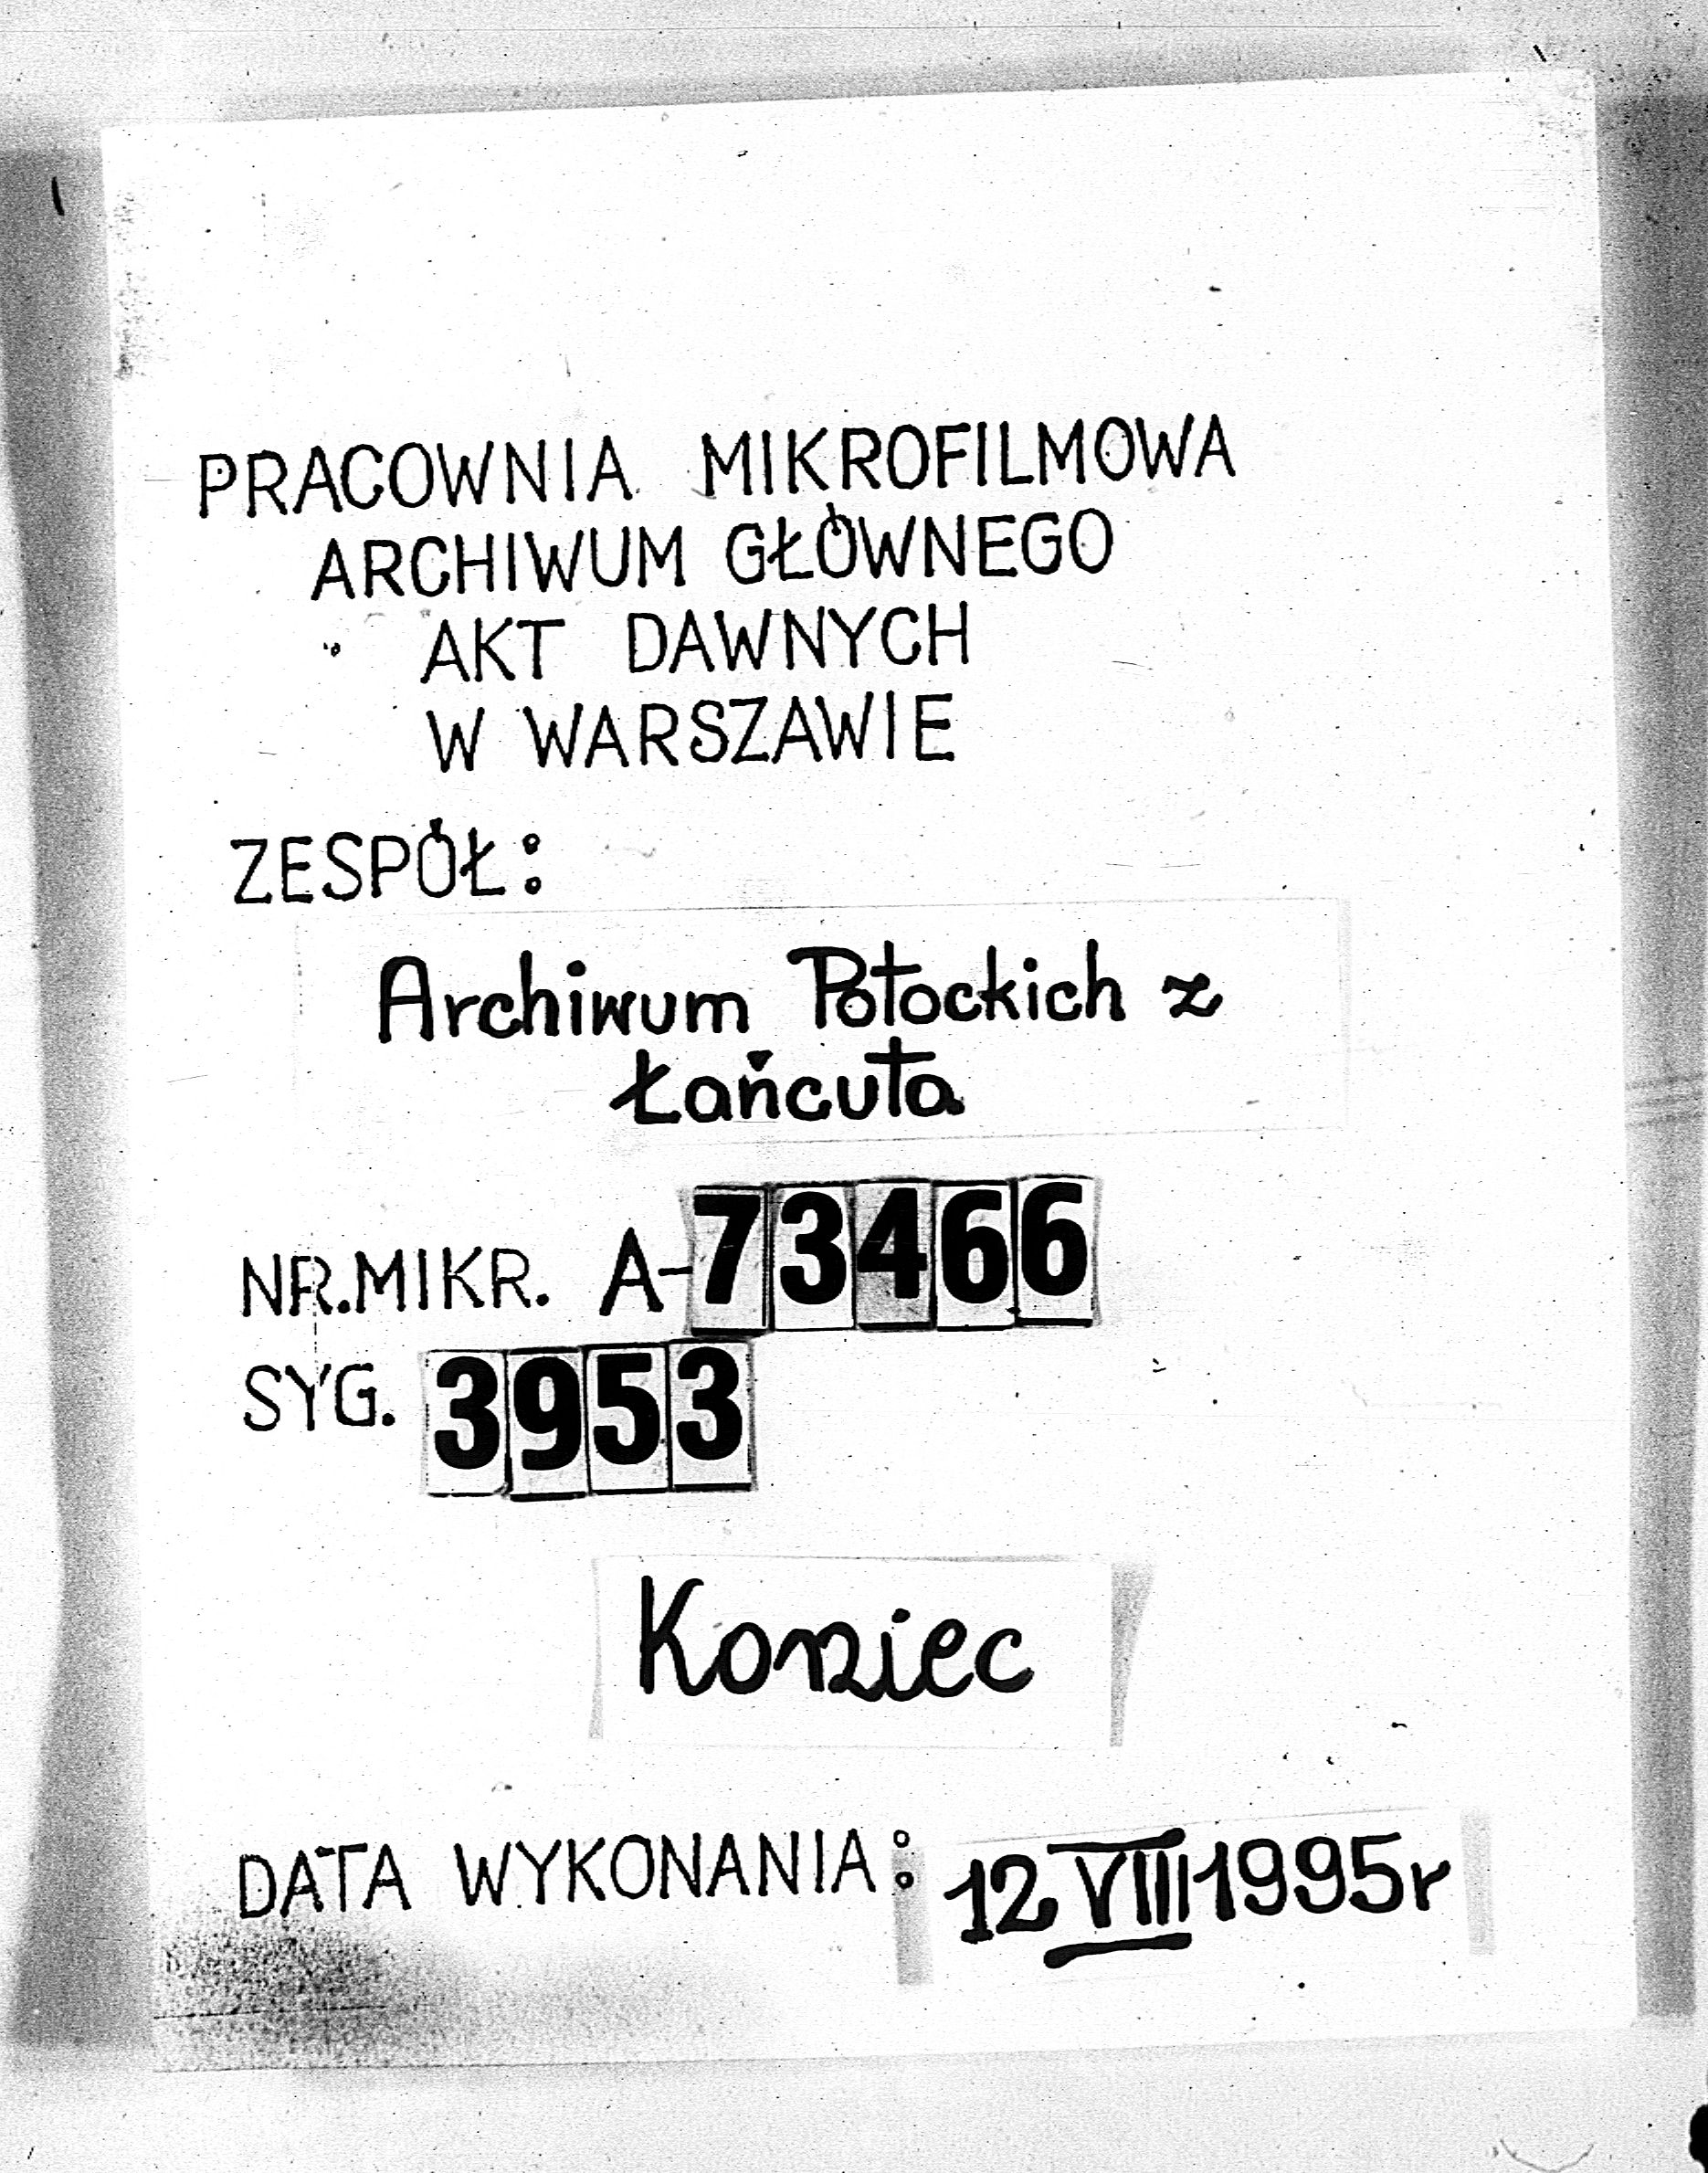 PRACOWNIA MIKROFILMOWA
ARCHIWUM GŁÓWNEGO
AKT DAWNYCH
W WARSZAWIE
ZESPÓŁ:
Archiwum Potockich z
Łańcuta
NR.MIKR. A-73466
SYG. 3953
Koniec
DATA WYKONANIA: 12 VIII 1995r